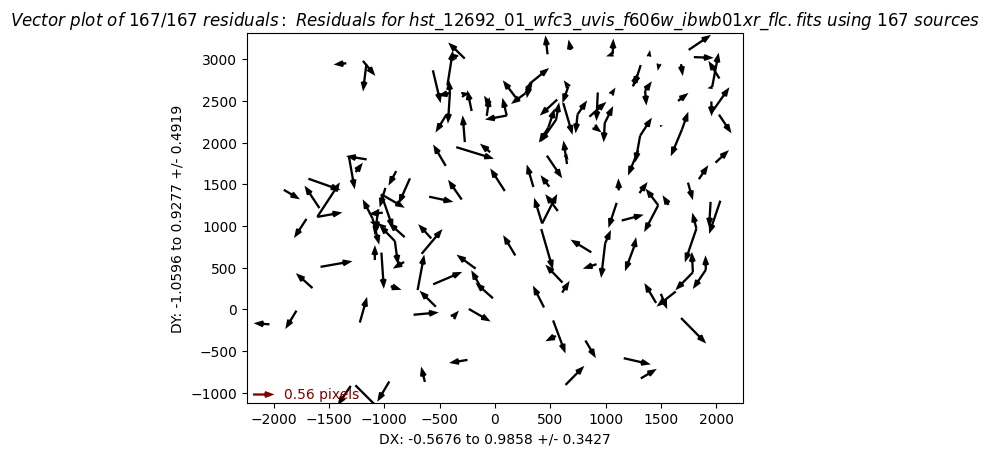 Vector plot of 167/167 residuals: Residuals for hst_12692_01_wfc3_uvis_f606w_ibwb01xr_flc.fits using 167 sources
3000
2500
2000
1500
1000
500
0
−500
−1000
DY: -1.0596 to 0.9277 +/- 0.4919
0.56 pixels
−2000 −1500 −1000 −500 0 500 1000 1500 2000
DX: -0.5676 to 0.9858 +/- 0.3427